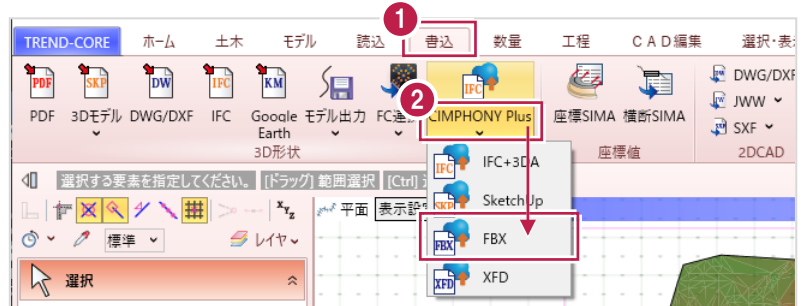 1
TREND-CORE ホーム 土木 モデル 読込 書込 数量 工程 CAD編集 選択・表
PDF SKP DW IFC KM IFC DWG/DXF
2
PDF 3Dモデル DWG/DXF IFC Google Earth モデル出力 FC連 CIMPHONY Plus 座標SIMA 横断SIMA JWW
SXF
3D形状 座標値 2DCAD
IFC IFC+3DA
選択する要素を指定してください。 [ドラッグ] 範囲選択 [Ctrl]
SKP SketchUp
平面 表示設
標準 レイヤ
FBX FBX
選択
XFD XFD